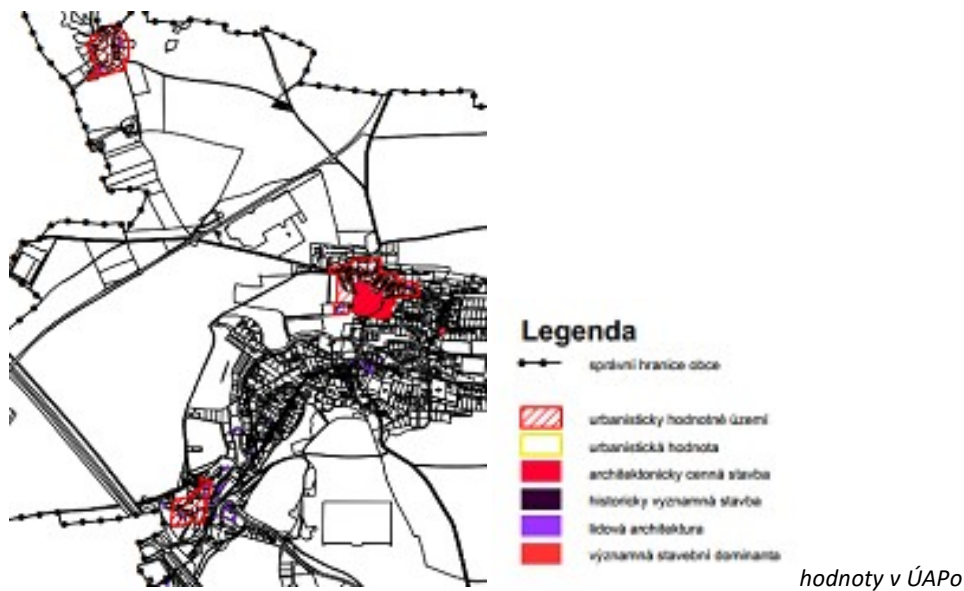 Legenda
správní hranice obce
urbanisticky hodnotné území
urbanistická hodnota
architektonicky cenná stavba
historicky významná stavba
lidová architektura
významná stavební dominanta
hodnoty v ÚAPo